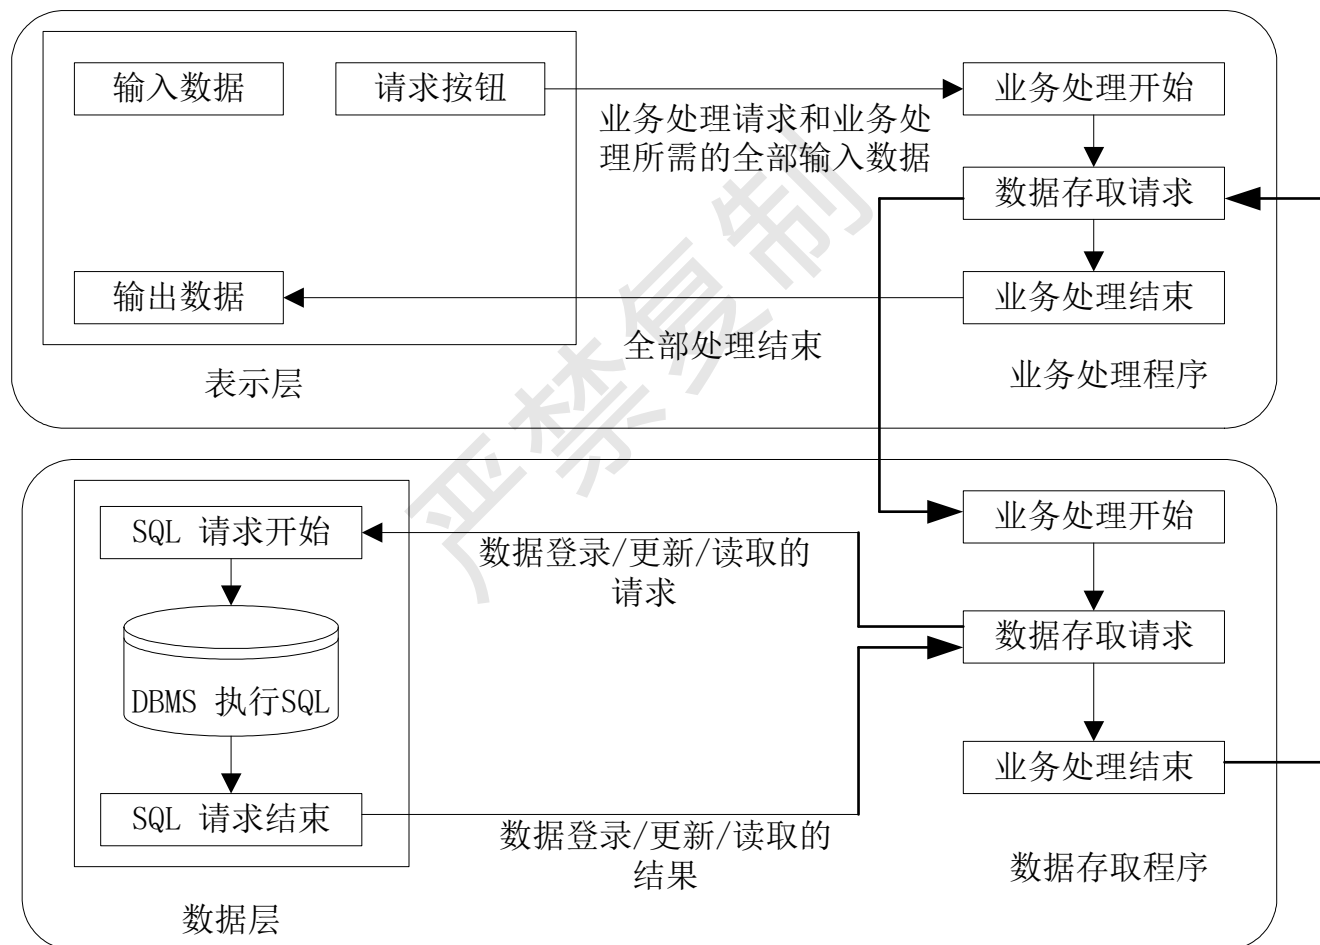 输入数据
请求按钮
业务处理开始
业务处理请求和业务处
理所需的全部输入数据
数据存取请求
输出数据
业务处理结束
全部处理结束
表示层
业务处理程序
严禁复制
SQL 请求开始
业务处理开始
数据登录/更新/读取的
请求
数据存取请求
DBMS 执行SQL
业务处理结束
SQL 请求结束
数据登录/更新/读取的
结果
数据存取程序
数据层